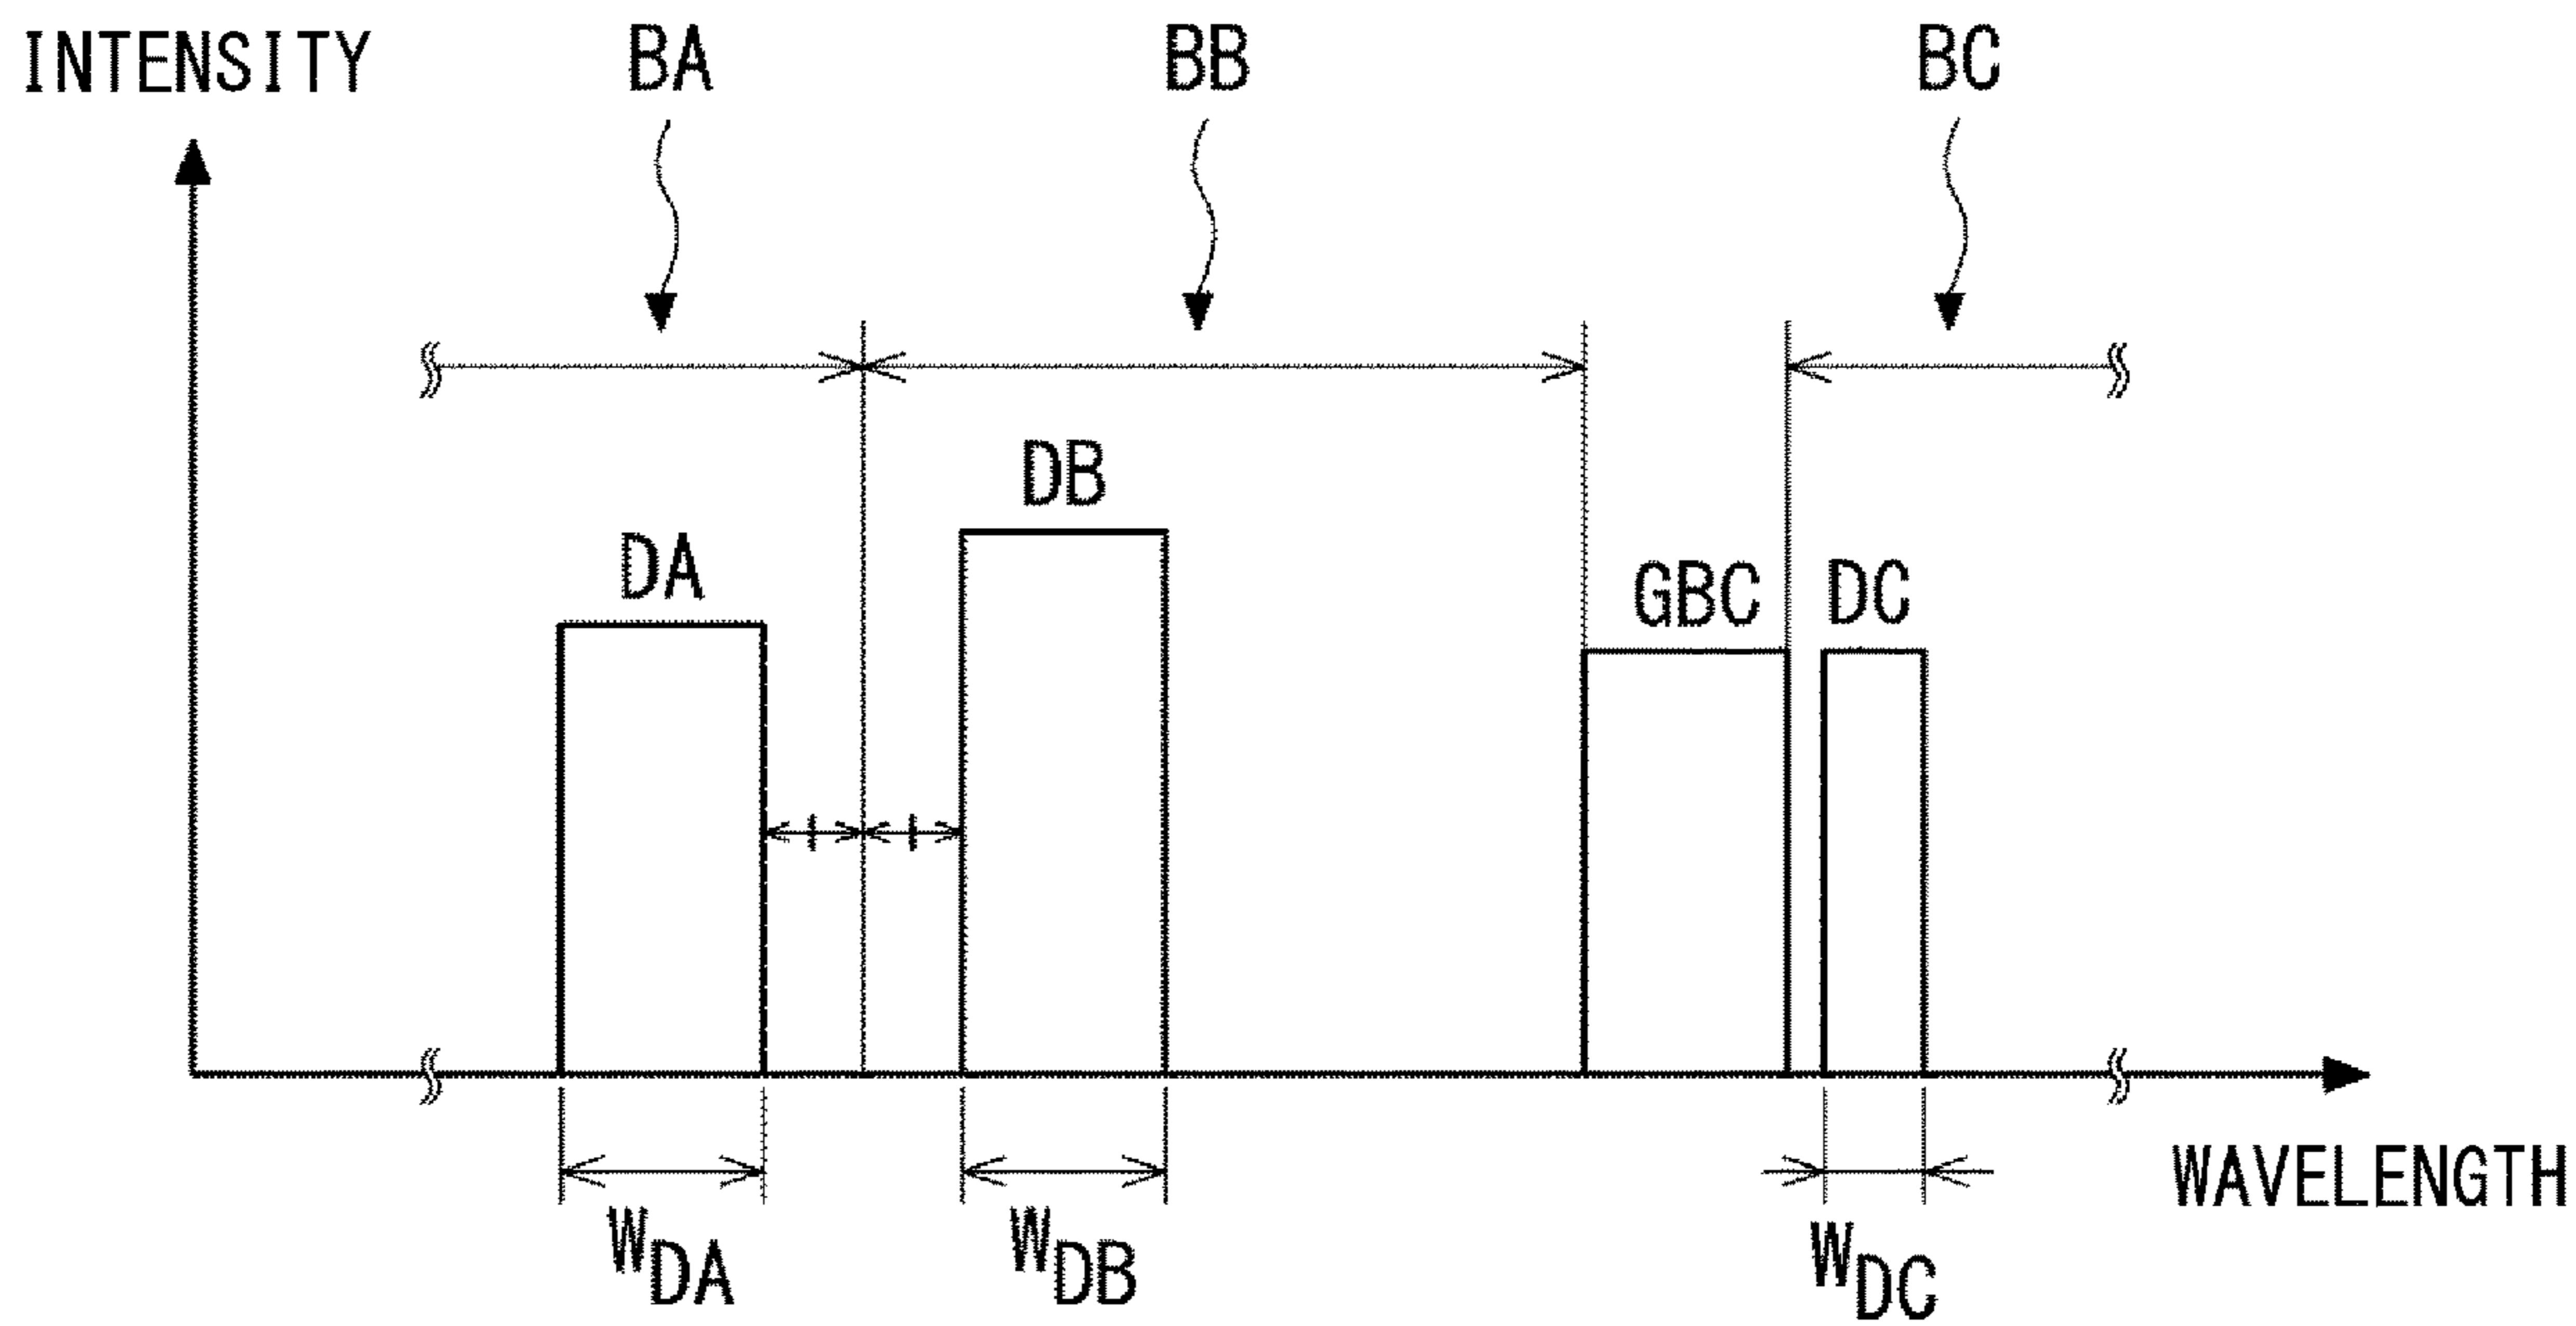 INTENSITY
BA
BB
BC
DB
DA
GBC
DC
WAVELENGTH
WDA
WDB
WDC